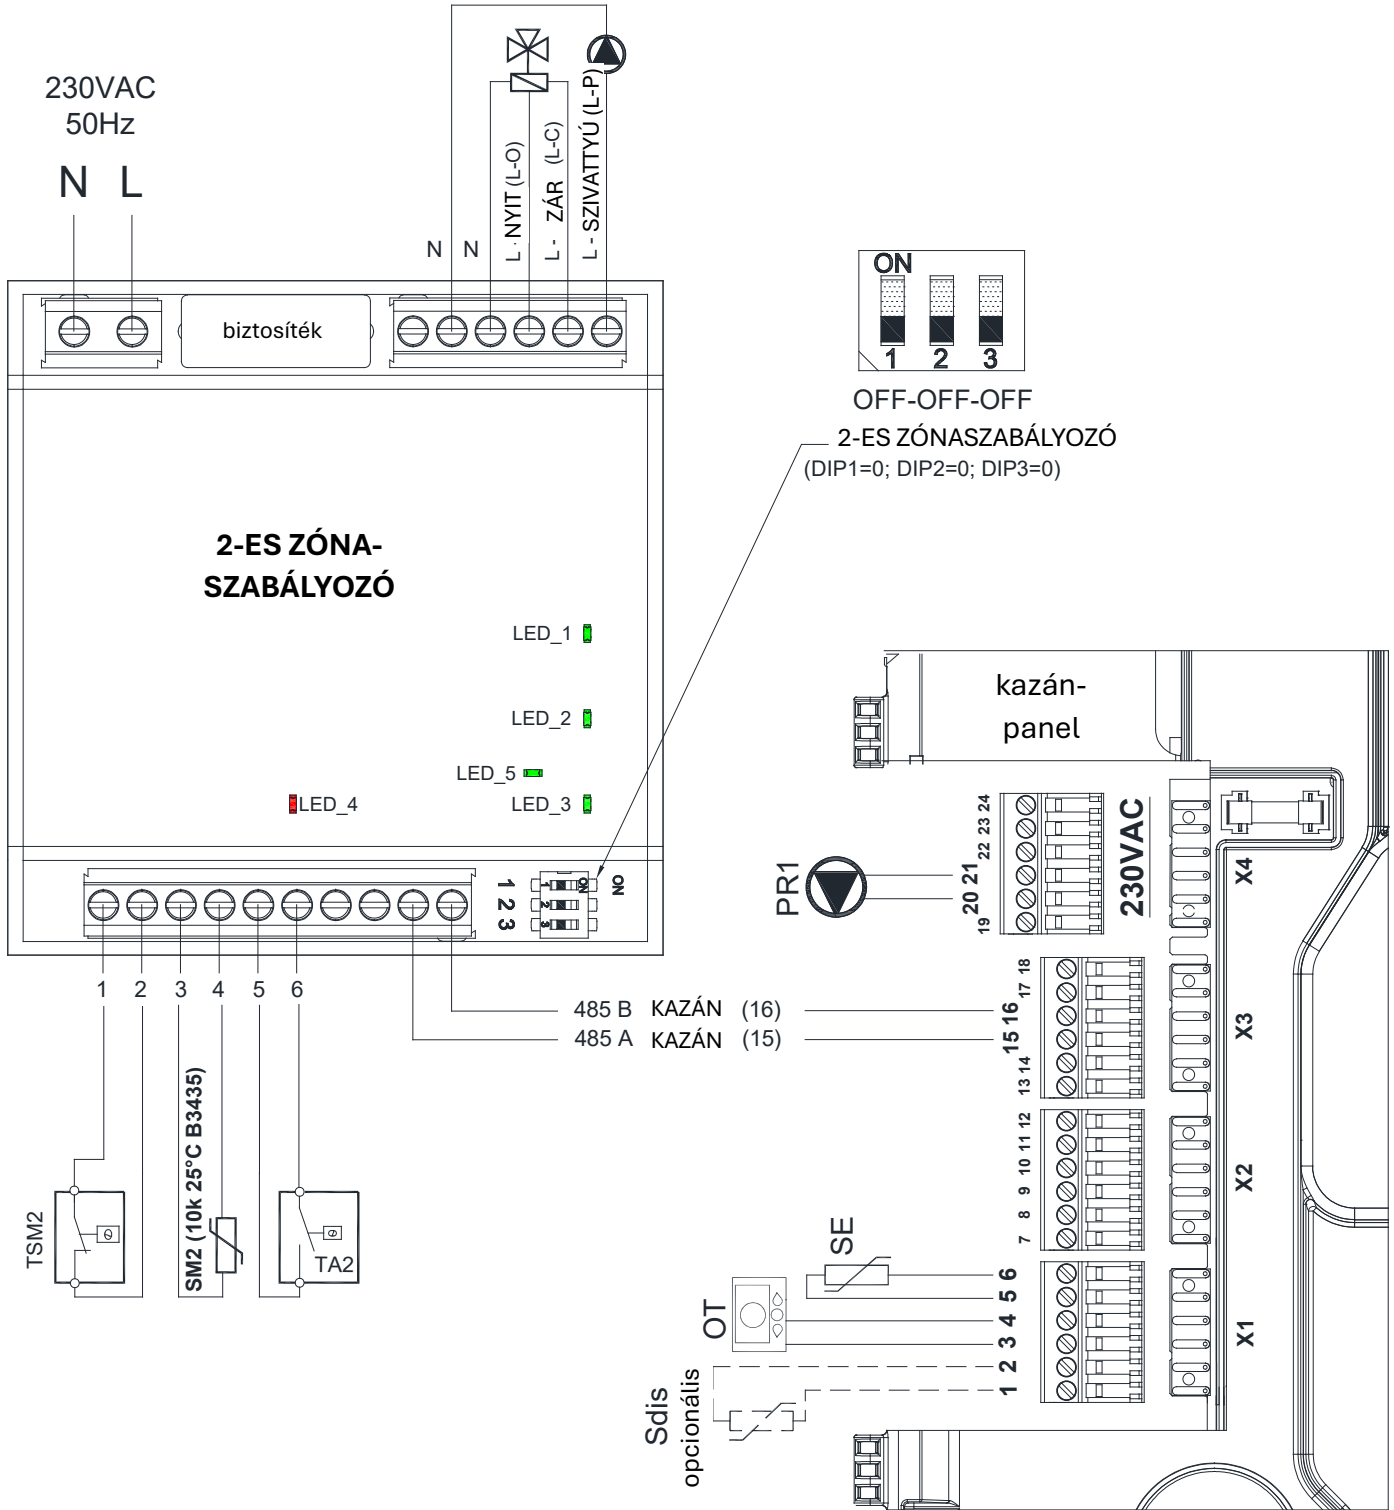 230VAC
50Hz
N L
N N
L - NYIT (L-O)
L - ZÁR (L-C)
L - SZIVATTYÚ (L-P)
biztosíték
ON
1 2 3
OFF-OFF-OFF
2-ES ZÓNASZABÁLYOZÓ
(DIP1=0; DIP2=0; DIP3=0)
2-ES ZÓNA-
SZABÁLYOZÓ
LED_1
LED_2
LED_5
LED_4
LED_3
1 2 3
1 2 3
ON
ON
1 2 3 4 5 6
485 B KAZÁN (16)
485 A KAZÁN (15)
TSM2
SM2 (10k 25°C B3435)
TA2
kazán-
panel
PR1
19 20 21 22 23 24
230VAC
X4
13 14 15 16 17 18
X3
7 8 9 10 11 12
X2
SE
OT
Sdis
opcionális
1 2 3 4 5 6
X1